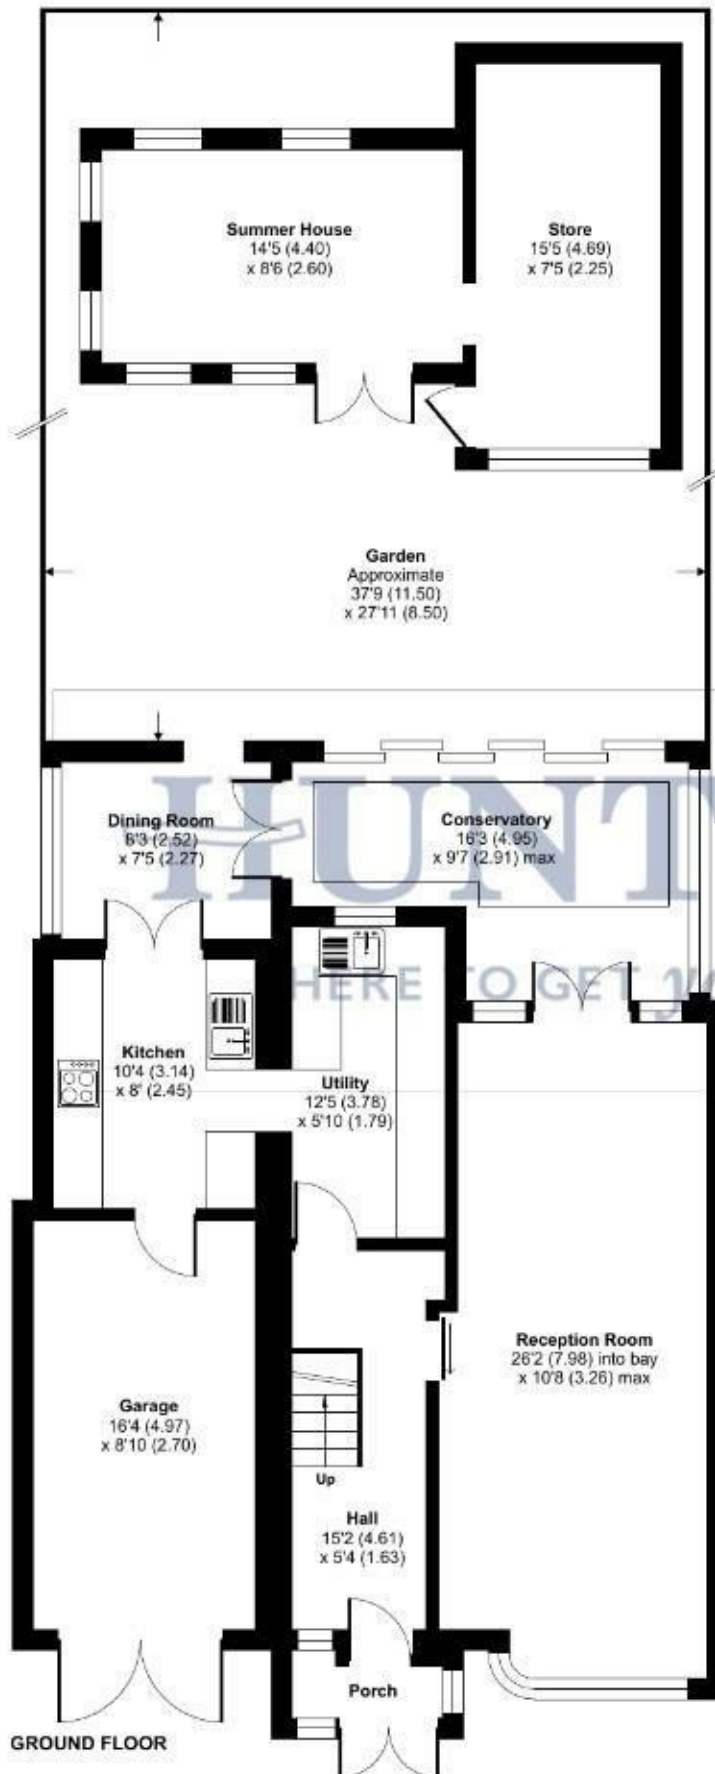 Summer House
14'5 (4.40)
x 8'6 (2.60)
Store
15'5 (4.69)
x 7'5 (2.25)
Garden
Approximate
37'9 (11.50)
x 27'11 (8.50)
HUNT
Dining Room
8'3 (2.52)
x 7'5 (2.27)
Conservatory
16'3 (4.95)
x 9'7 (2.91) max
HERE TO GET
Kitchen
10'4 (3.14)
x 8' (2.45)
Utility
12'5 (3.78)
x 5'10 (1.79)
Reception Room
26'2 (7.98) into bay
x 10'8 (3.26) max
Garage
16'4 (4.97)
x 8'10 (2.70)
Up
Hall
15'2 (4.61)
x 5'4 (1.63)
Porch
GROUND FLOOR